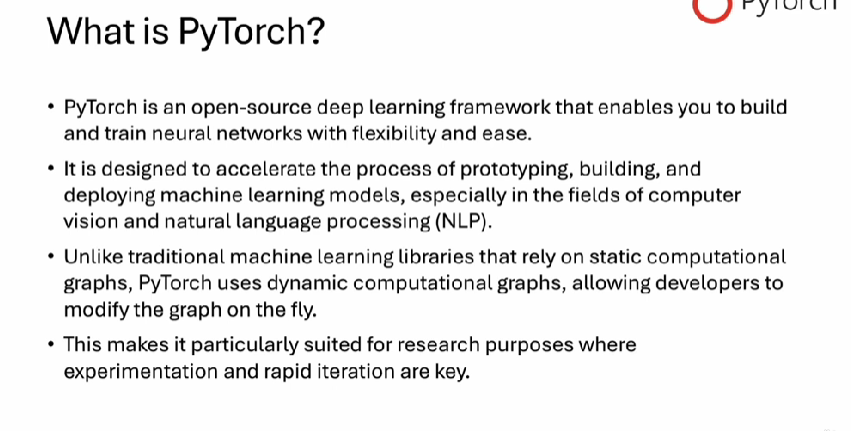 PyTorch
What is PyTorch?
• PyTorch is an open-source deep learning framework that enables you to build
and train neural networks with flexibility and ease.
• It is designed to accelerate the process of prototyping, building, and
deploying machine learning models, especially in the fields of computer
vision and natural language processing (NLP).
• Unlike traditional machine learning libraries that rely on static computational
graphs, PyTorch uses dynamic computational graphs, allowing developers to
modify the graph on the fly.
• This makes it particularly suited for research purposes where
experimentation and rapid iteration are key.